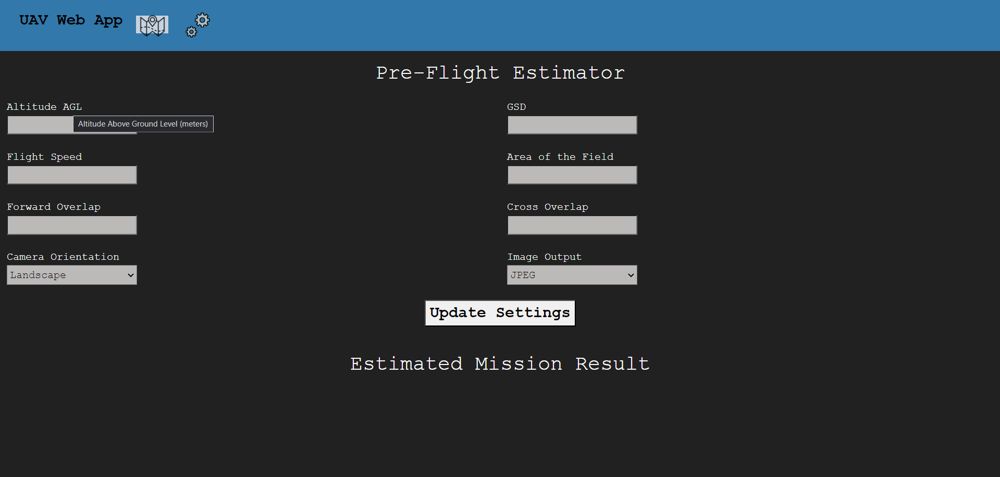 UAV Web App
Pre-Flight Estimator
Altitude AGL
Altitude Above Ground Level (meters)
GSD
Flight Speed
Area of the Field
Forward Overlap
Cross Overlap
Camera Orientation
Landscape
Image Output
JPEG
Update Settings
Estimated Mission Result